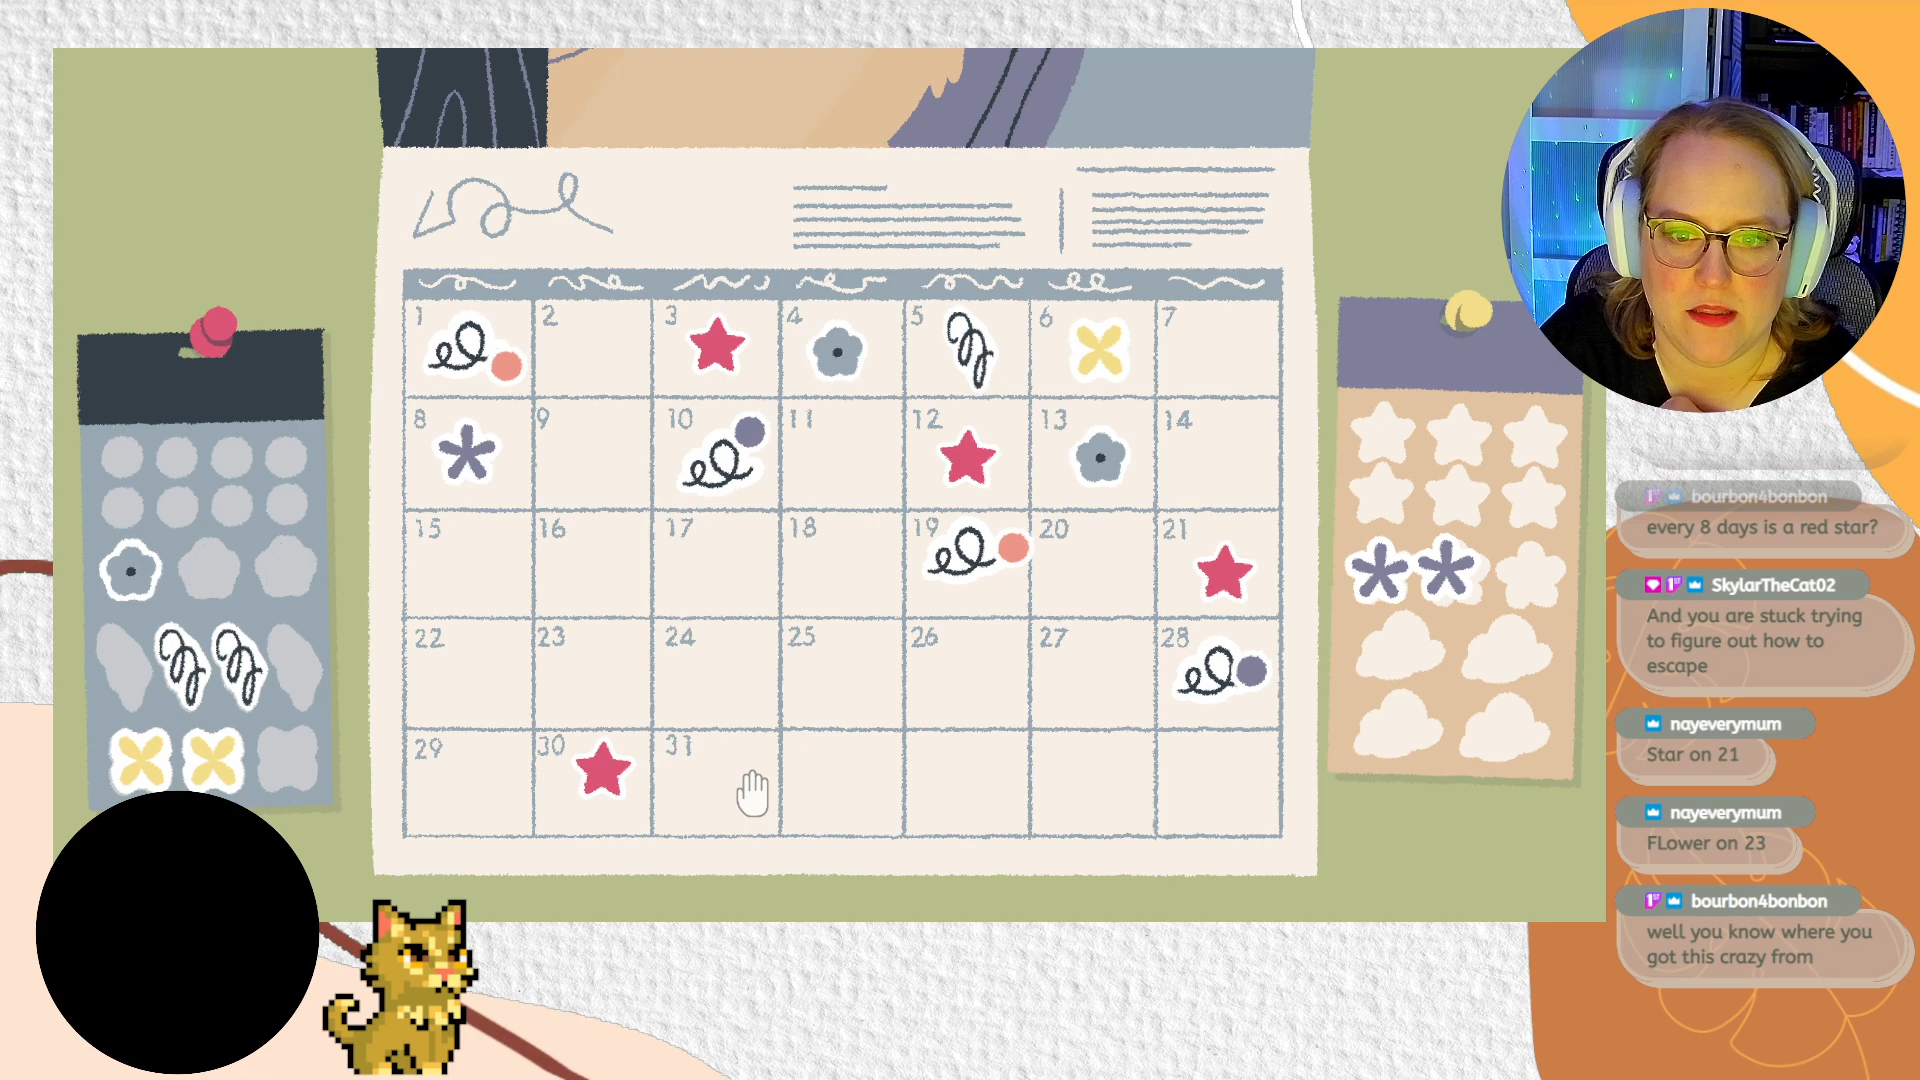 1 2 3 4 5 6 7
8 9 10 11 12 13 14
15 16 17 18 19 20 21
22 23 24 25 26 27 28
29 30 31
bourbon4bonbon
every 8 days is a red star?
SkylarTheCat02
And you are stuck trying
to figure out how to
escape
nayeverymum
Star on 21
nayeverymum
FLower on 23
bourbon4bonbon
well you know where you
got this crazy from